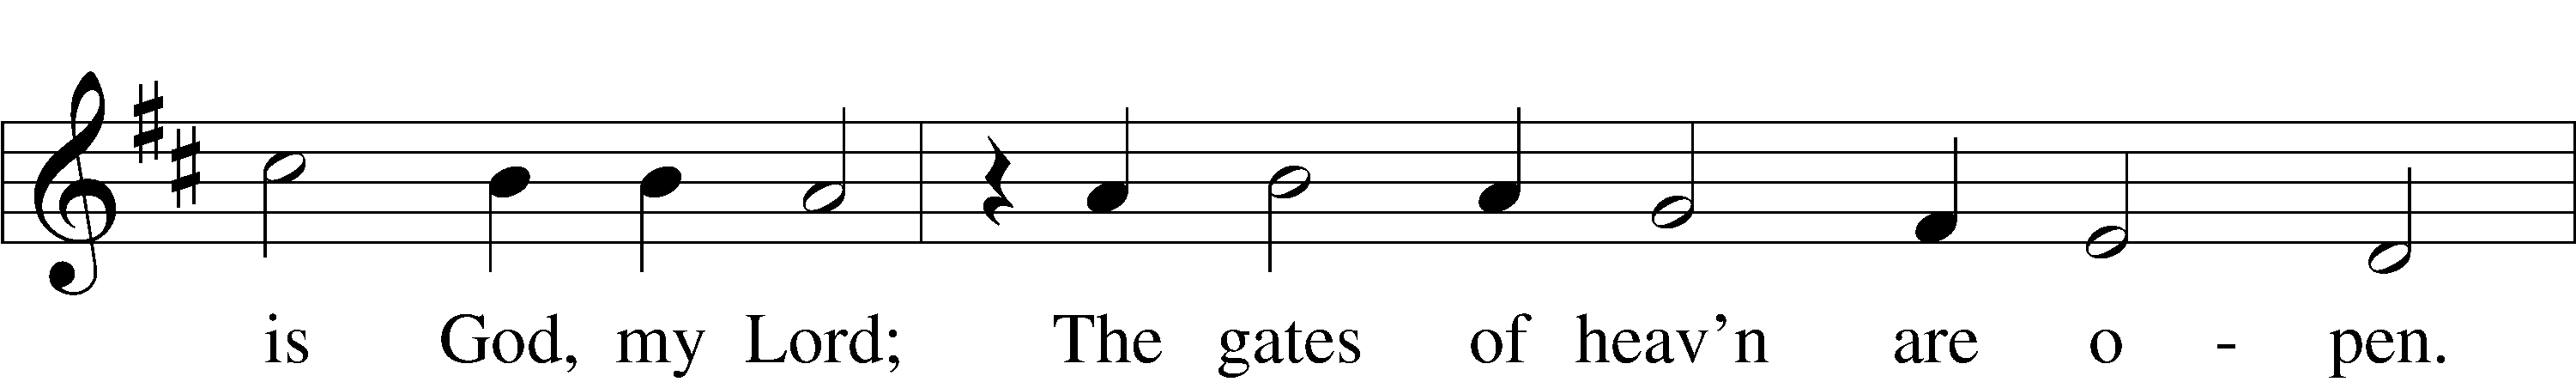 is God, my Lord; The gates of heav’n are o - pen.